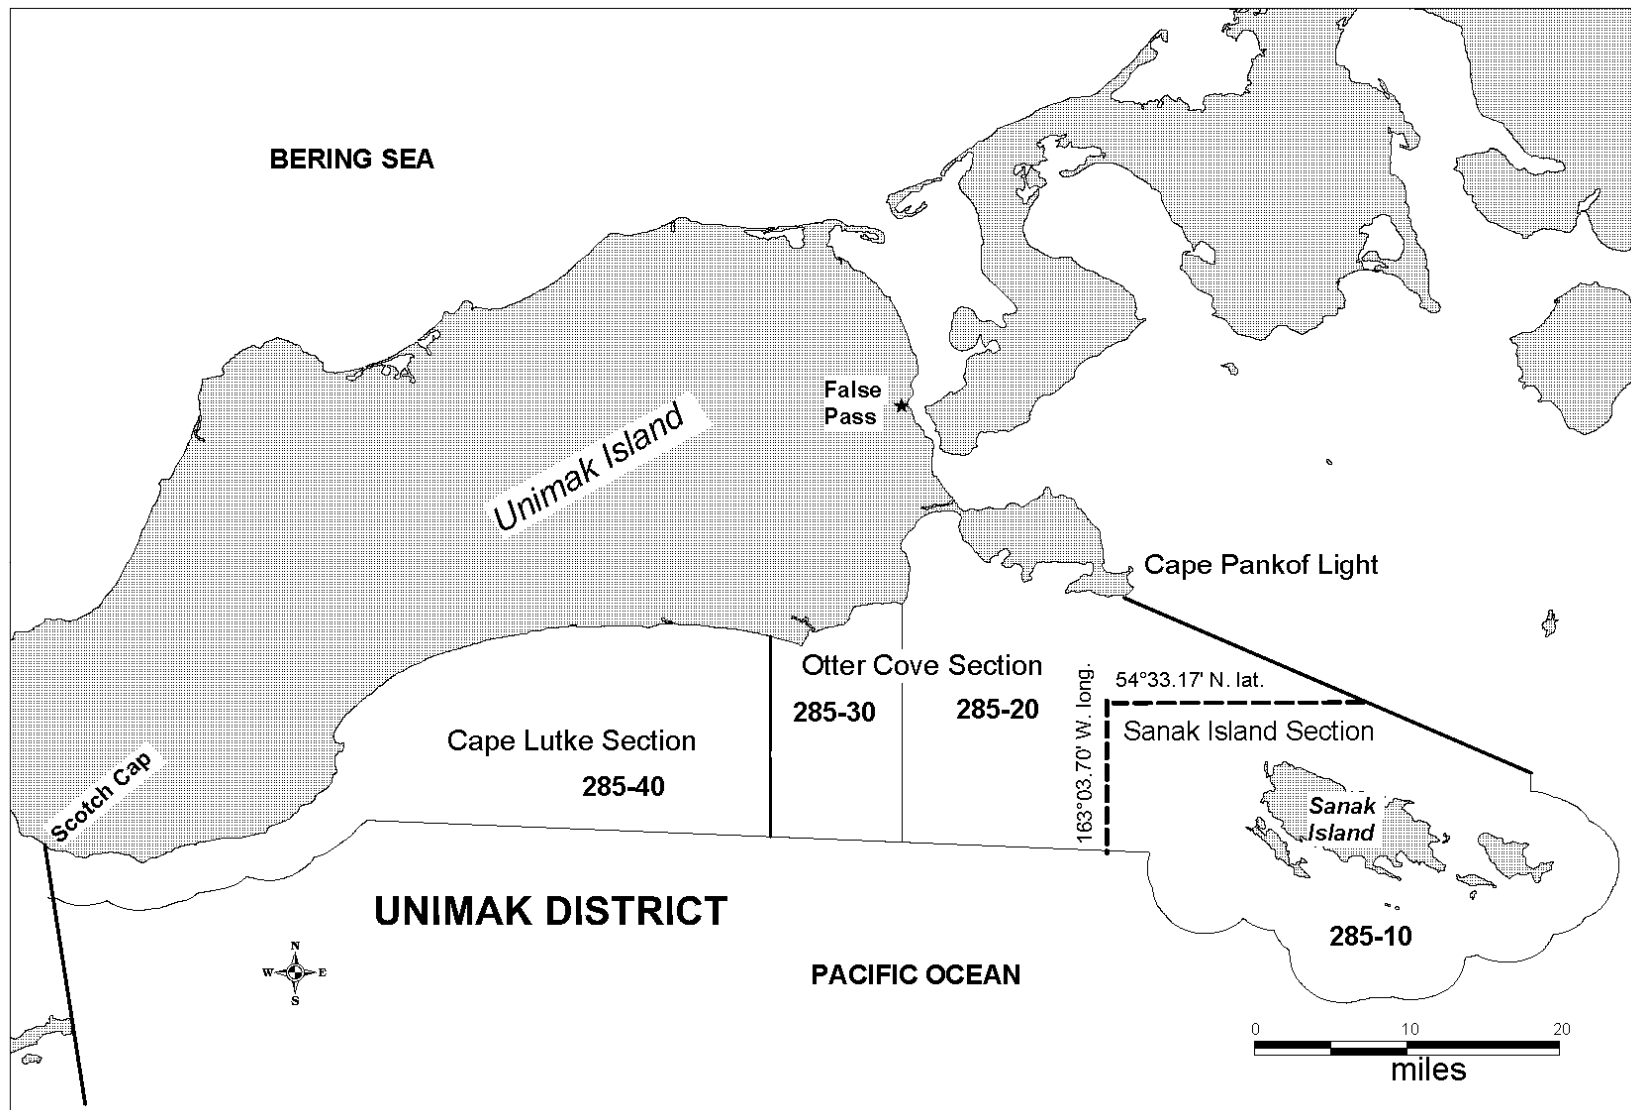 BERING SEA
False
Pass
Unimak Island
Cape Pankof Light
Otter Cove Section
285-30
285-20
163°03.70' W. long.
54°33.17' N. lat.
Sanak Island Section
Cape Lutke Section
285-40
Scotch Cap
Sanak
Island
UNIMAK DISTRICT
285-10
N
W
E
S
PACIFIC OCEAN
0
10
20
miles